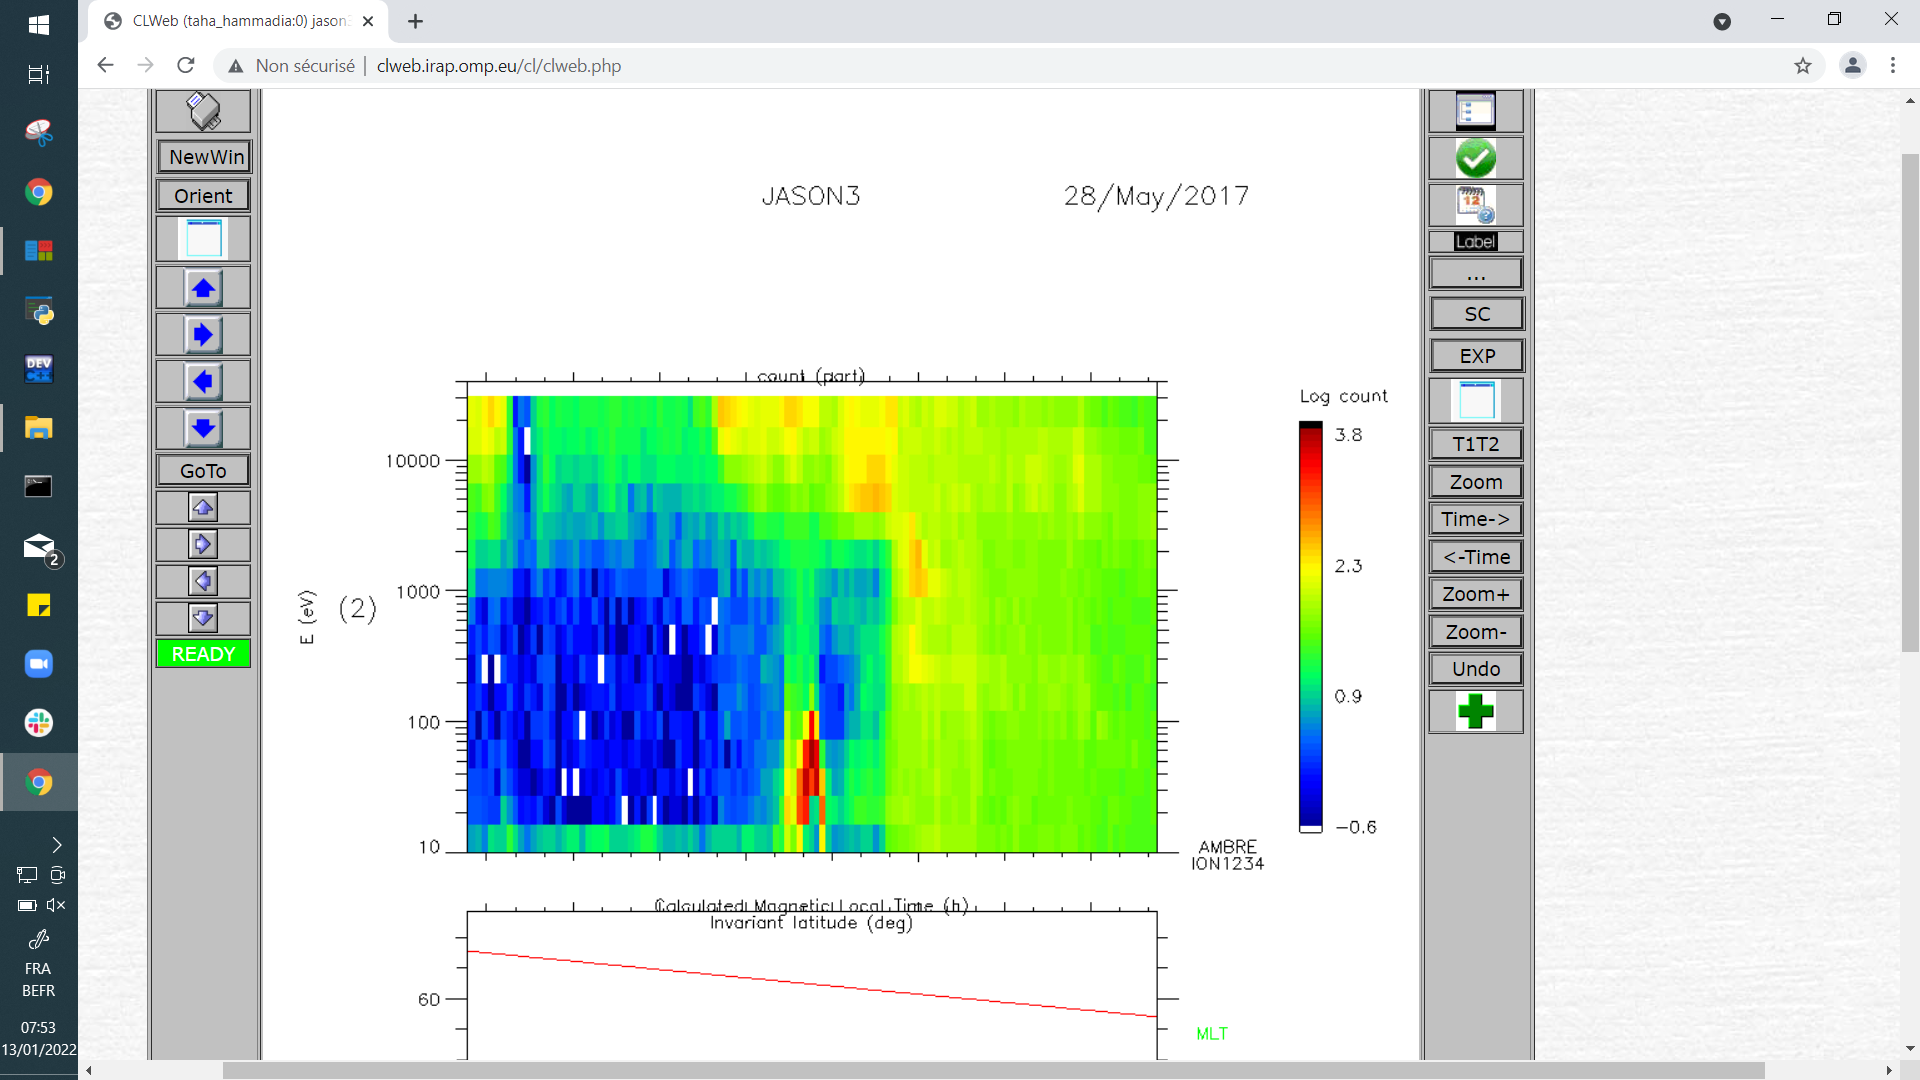 CLWeb (taha_hammadia:0) jason3
Non sécurisé
clweb.irap.omp.eu/cl/clweb.php
NewWin
Orient
GoTo
READY
JASON3
28/May/2017
count (part)
10000
1000
100
10
E (eV)
(2)
Log count
3.8
2.3
0.9
−0.6
AMBRE
ION1234
Calculated Magnetic Local Time (h)
Invariant latitude (deg)
60
MLT
12
Label
...
SC
EXP
T1T2
Zoom
Time->
<-Time
Zoom+
Zoom-
Undo
DEV
C++
2
FRA
BEFR
07:53
13/01/2022